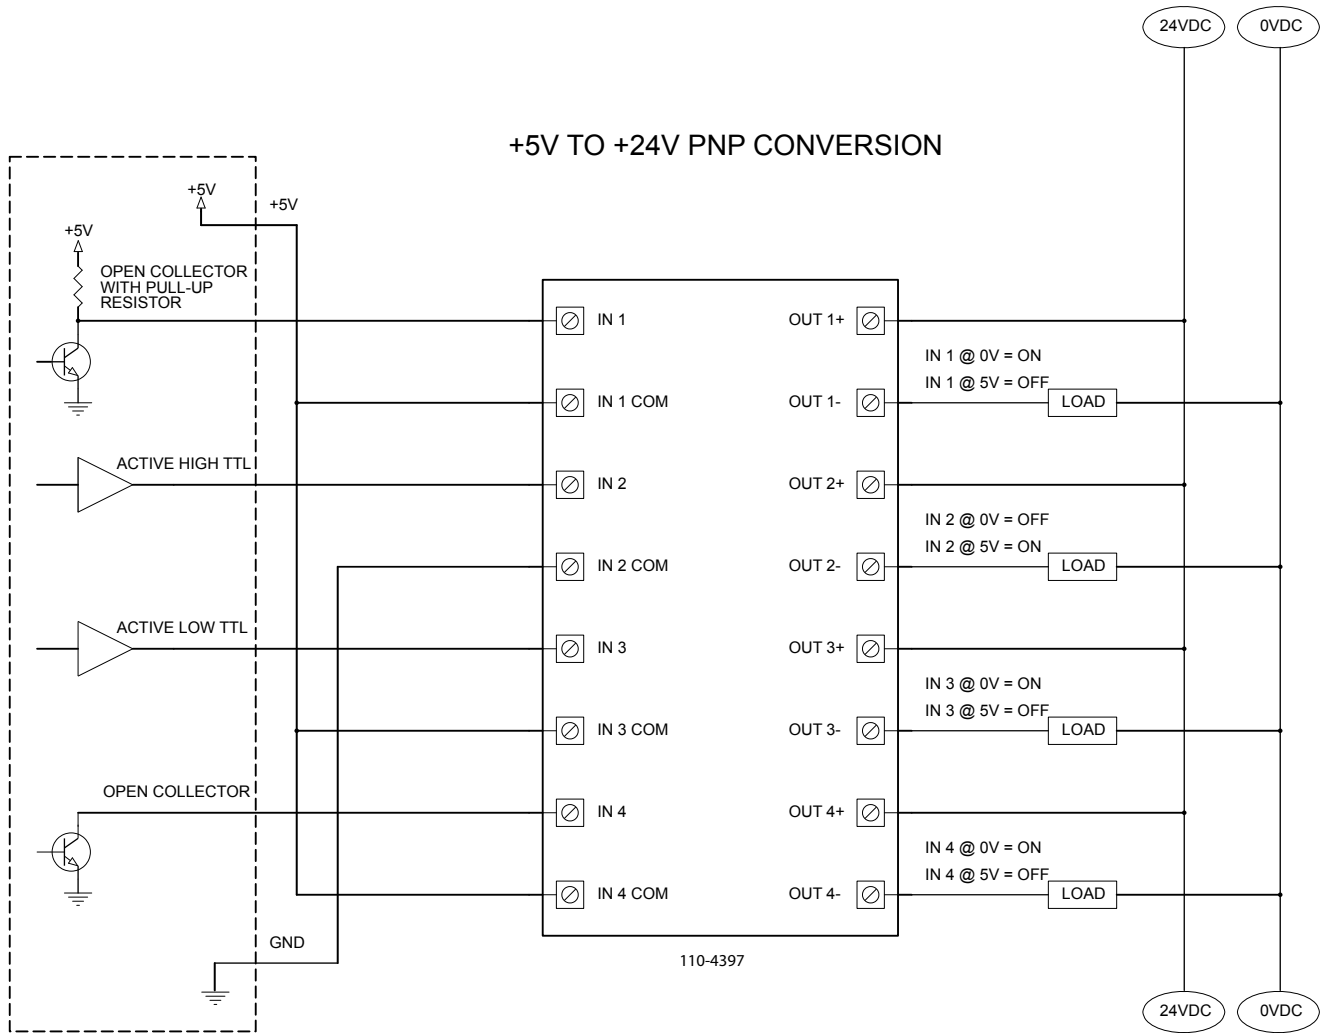 24VDC
0VDC
+5V TO +24V PNP CONVERSION
+5V
+5V
+5V
OPEN COLLECTOR
WITH PULL-UP
RESISTOR
IN 1
OUT 1+
IN 1 @ 0V = ON
IN 1 @ 5V = OFF
IN 1 COM
OUT 1-
LOAD
ACTIVE HIGH TTL
IN 2
OUT 2+
IN 2 @ 0V = OFF
IN 2 @ 5V = ON
IN 2 COM
OUT 2-
LOAD
ACTIVE LOW TTL
IN 3
OUT 3+
IN 3 @ 0V = ON
IN 3 @ 5V = OFF
IN 3 COM
OUT 3-
LOAD
OPEN COLLECTOR
IN 4
OUT 4+
IN 4 @ 0V = ON
IN 4 @ 5V = OFF
IN 4 COM
OUT 4-
LOAD
GND
110-4397
24VDC
0VDC